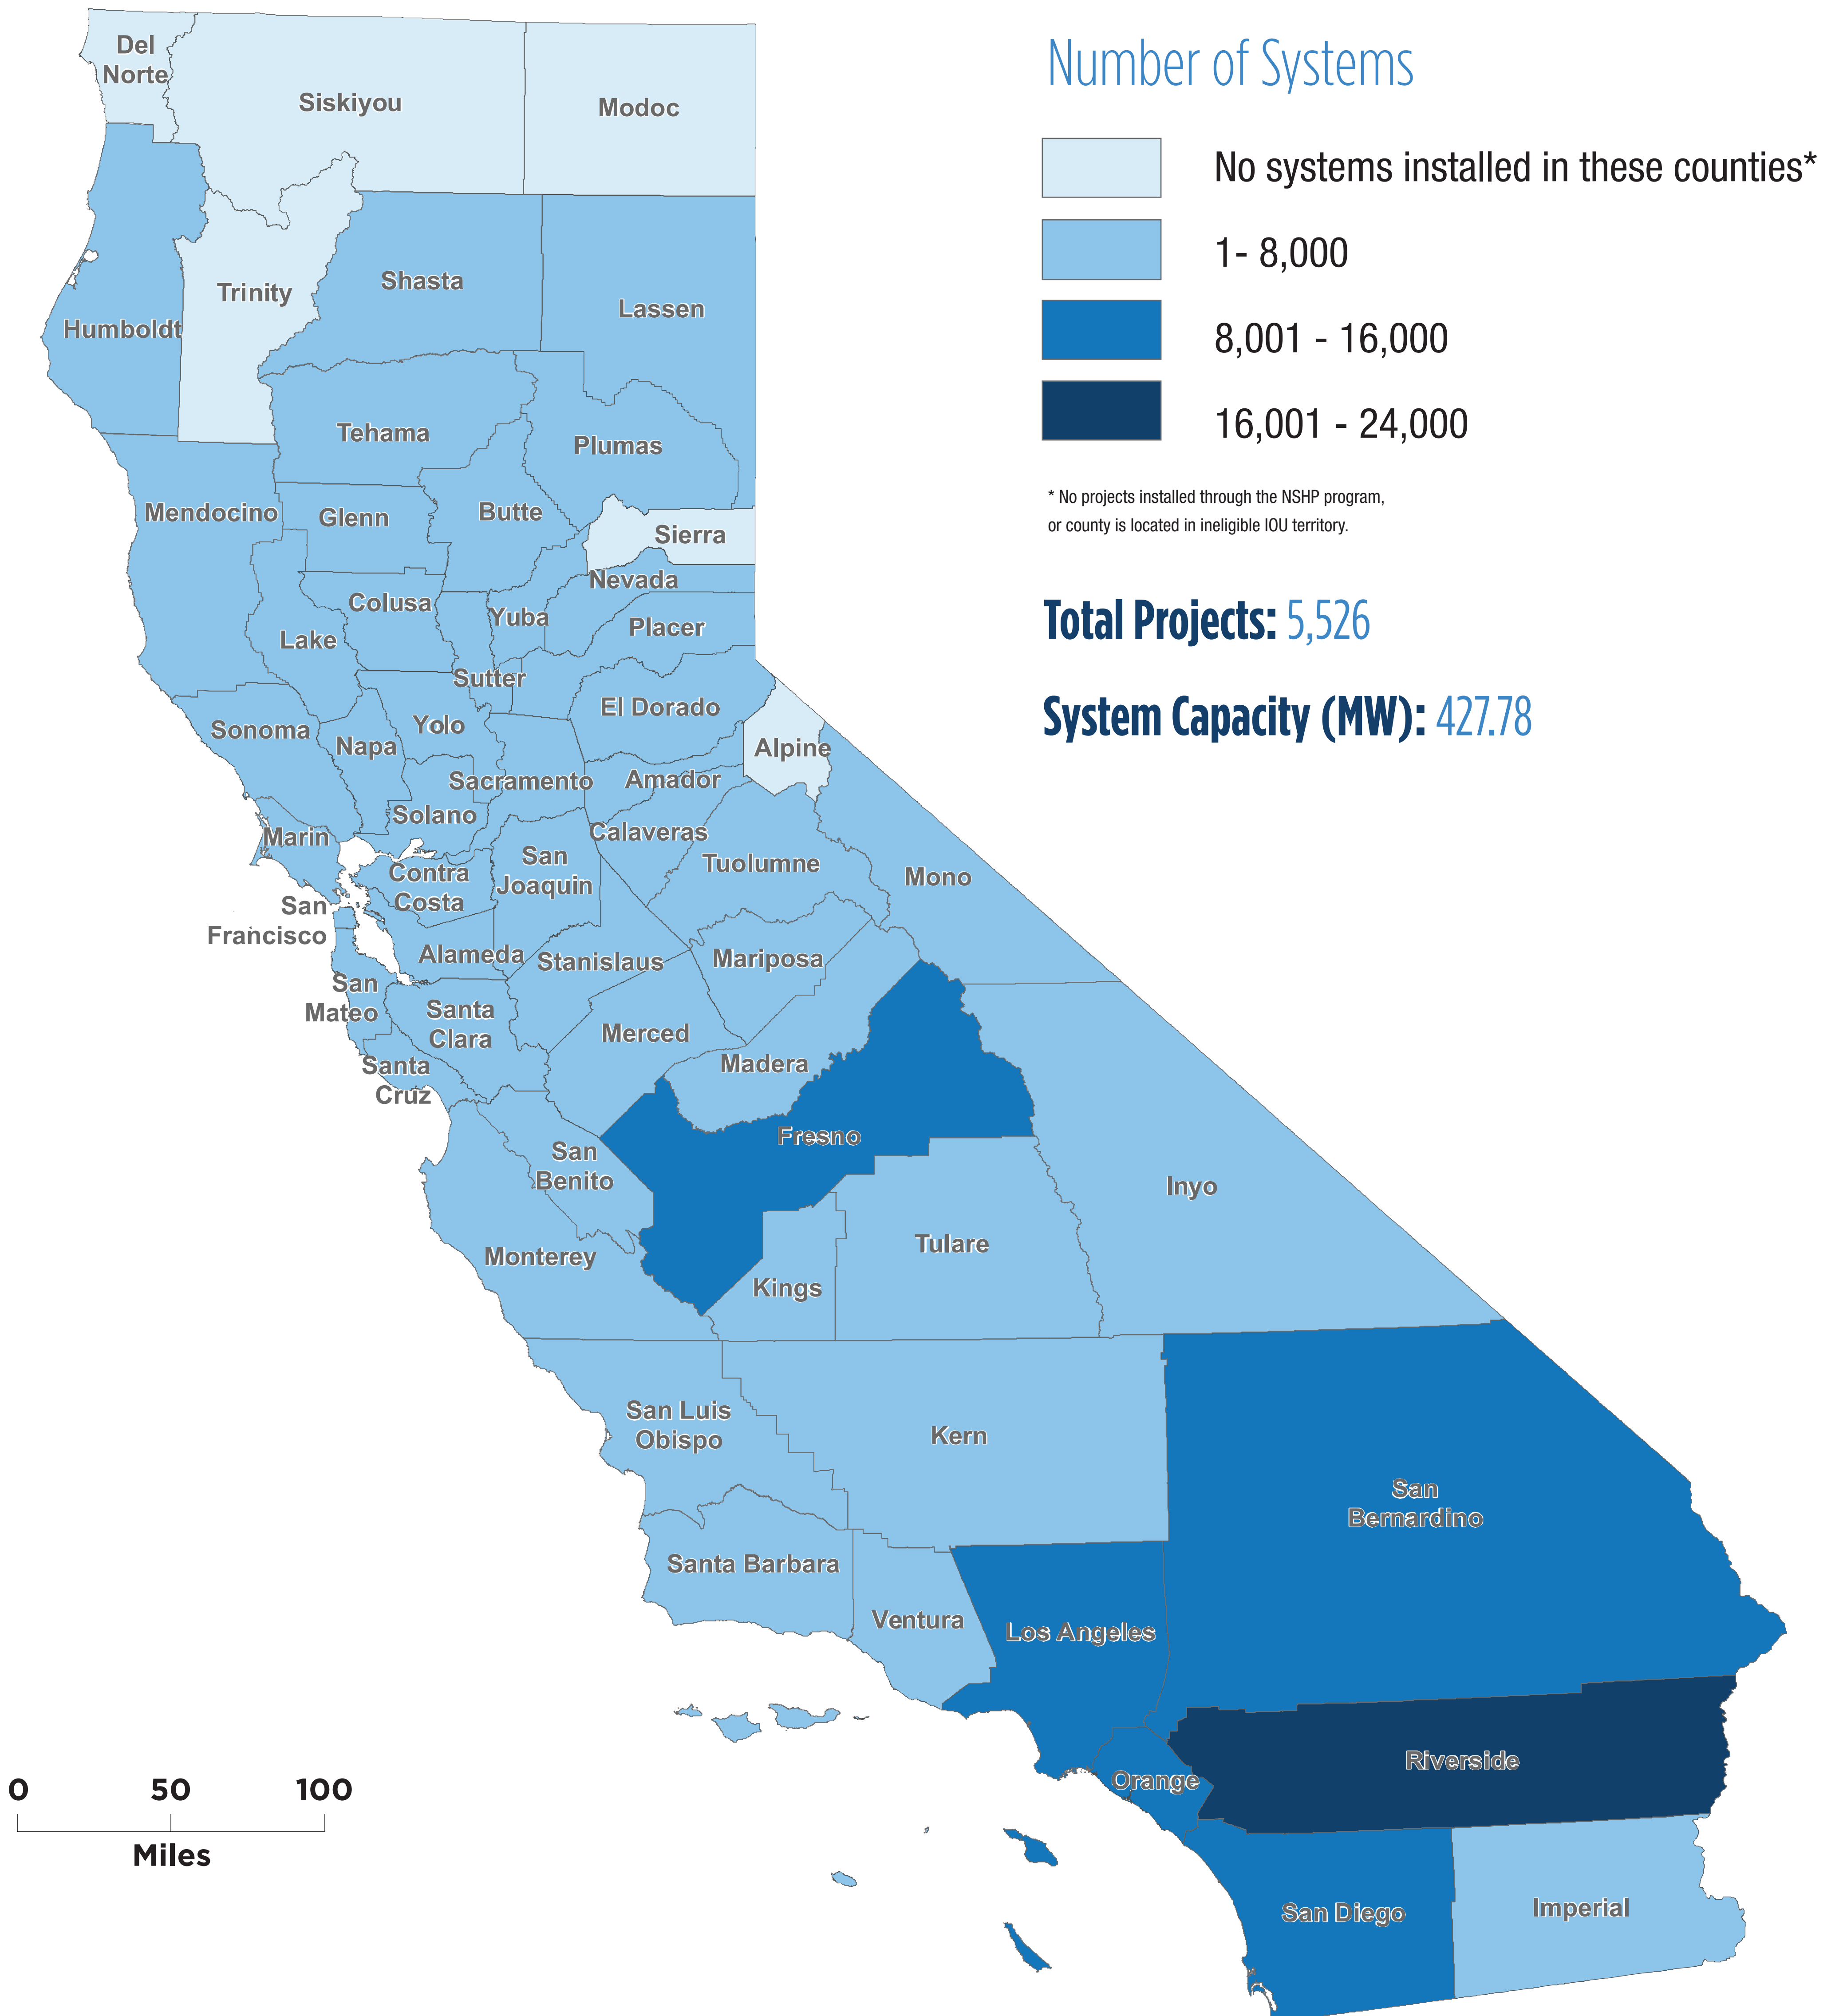 Number of Systems
No systems installed in these counties*
1- 8,000
8,001 - 16,000
16,001 - 24,000
* No projects installed through the NSHP program,
or county is located in ineligible IOU territory.
Total Projects: 5,526
System Capacity (MW): 427.78
Del
Norte
Siskiyou
Modoc
Trinity
Shasta
Lassen
Humboldt
Tehama
Plumas
Mendocino
Glenn
Butte
Sierra
Nevada
Colusa
Yuba
Placer
Lake
Sutter
El Dorado
Sonoma
Yolo
Napa
Alpine
Sacramento
Amador
Solano
Calaveras
Marin
San
Joaquin
Tuolumne
Contra
Costa
Mono
San
Francisco
Alameda
Stanislaus
Mariposa
San
Mateo
Santa
Clara
Merced
Madera
Santa
Cruz
Fresno
San
Benito
Inyo
Monterey
Tulare
Kings
San Luis
Obispo
Kern
San
Bernardino
Santa Barbara
Ventura
Los Angeles
Riverside
Orange
San Diego
Imperial
0 50 100
Miles